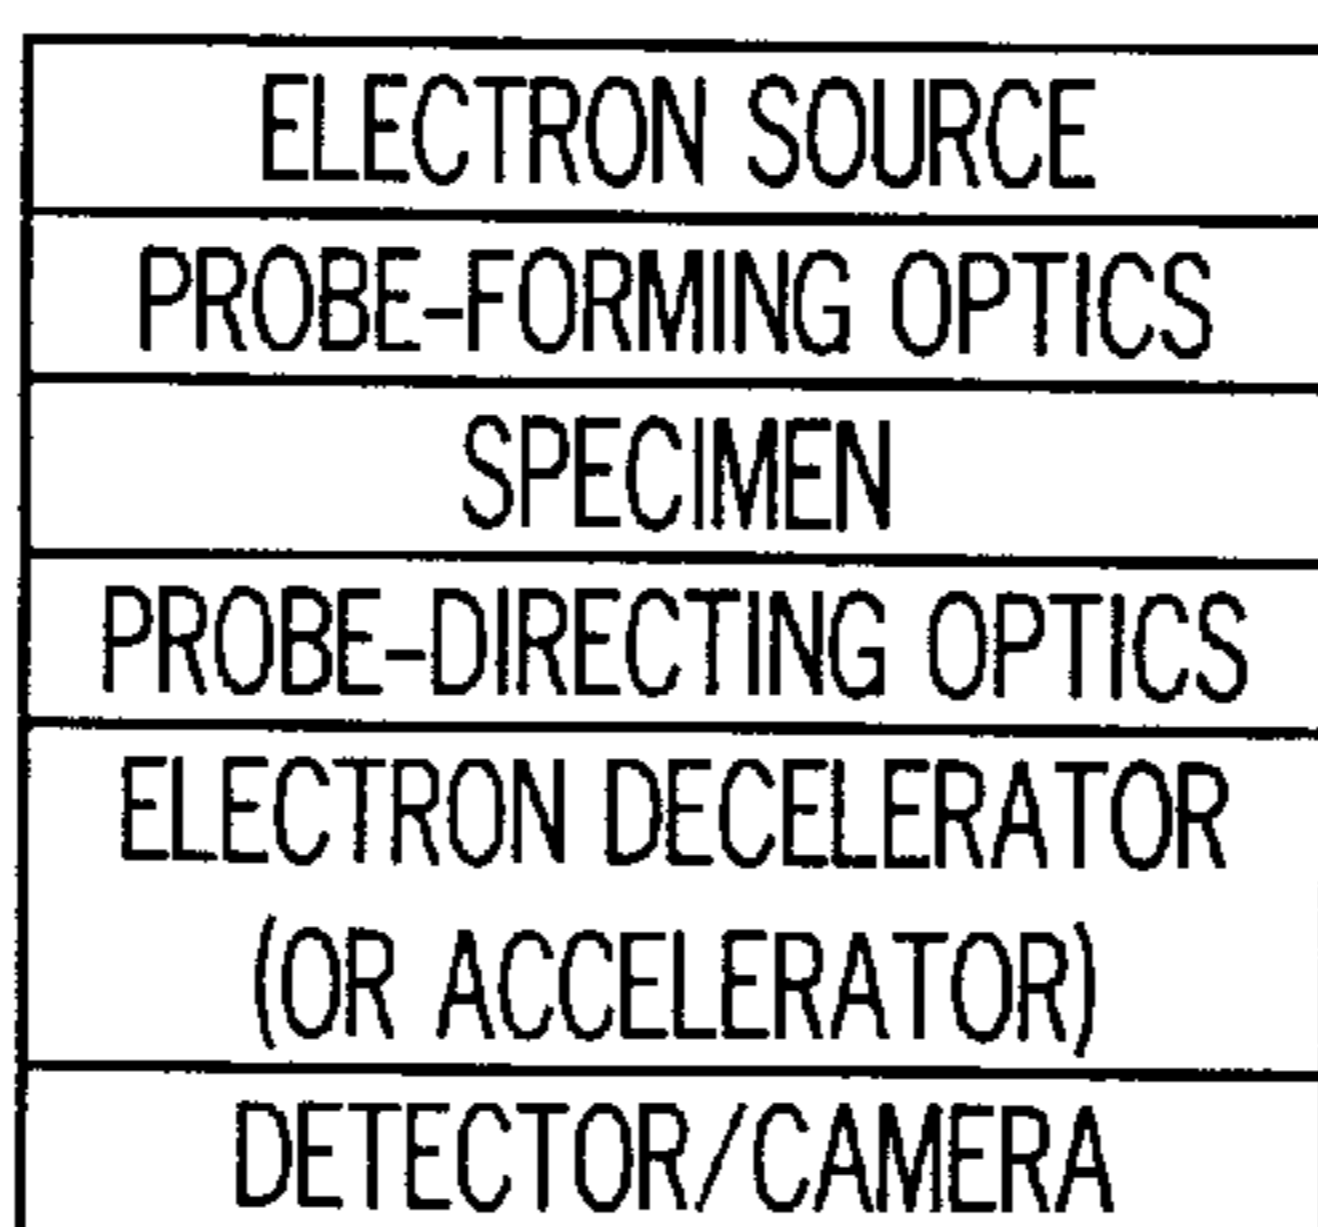 ELECTRON SOURCE
PROBE-FORMING OPTICS
SPECIMEN
PROBE-DIRECTING OPTICS
ELECTRON DECELERATOR
(OR ACCELERATOR)
DETECTOR/CAMERA